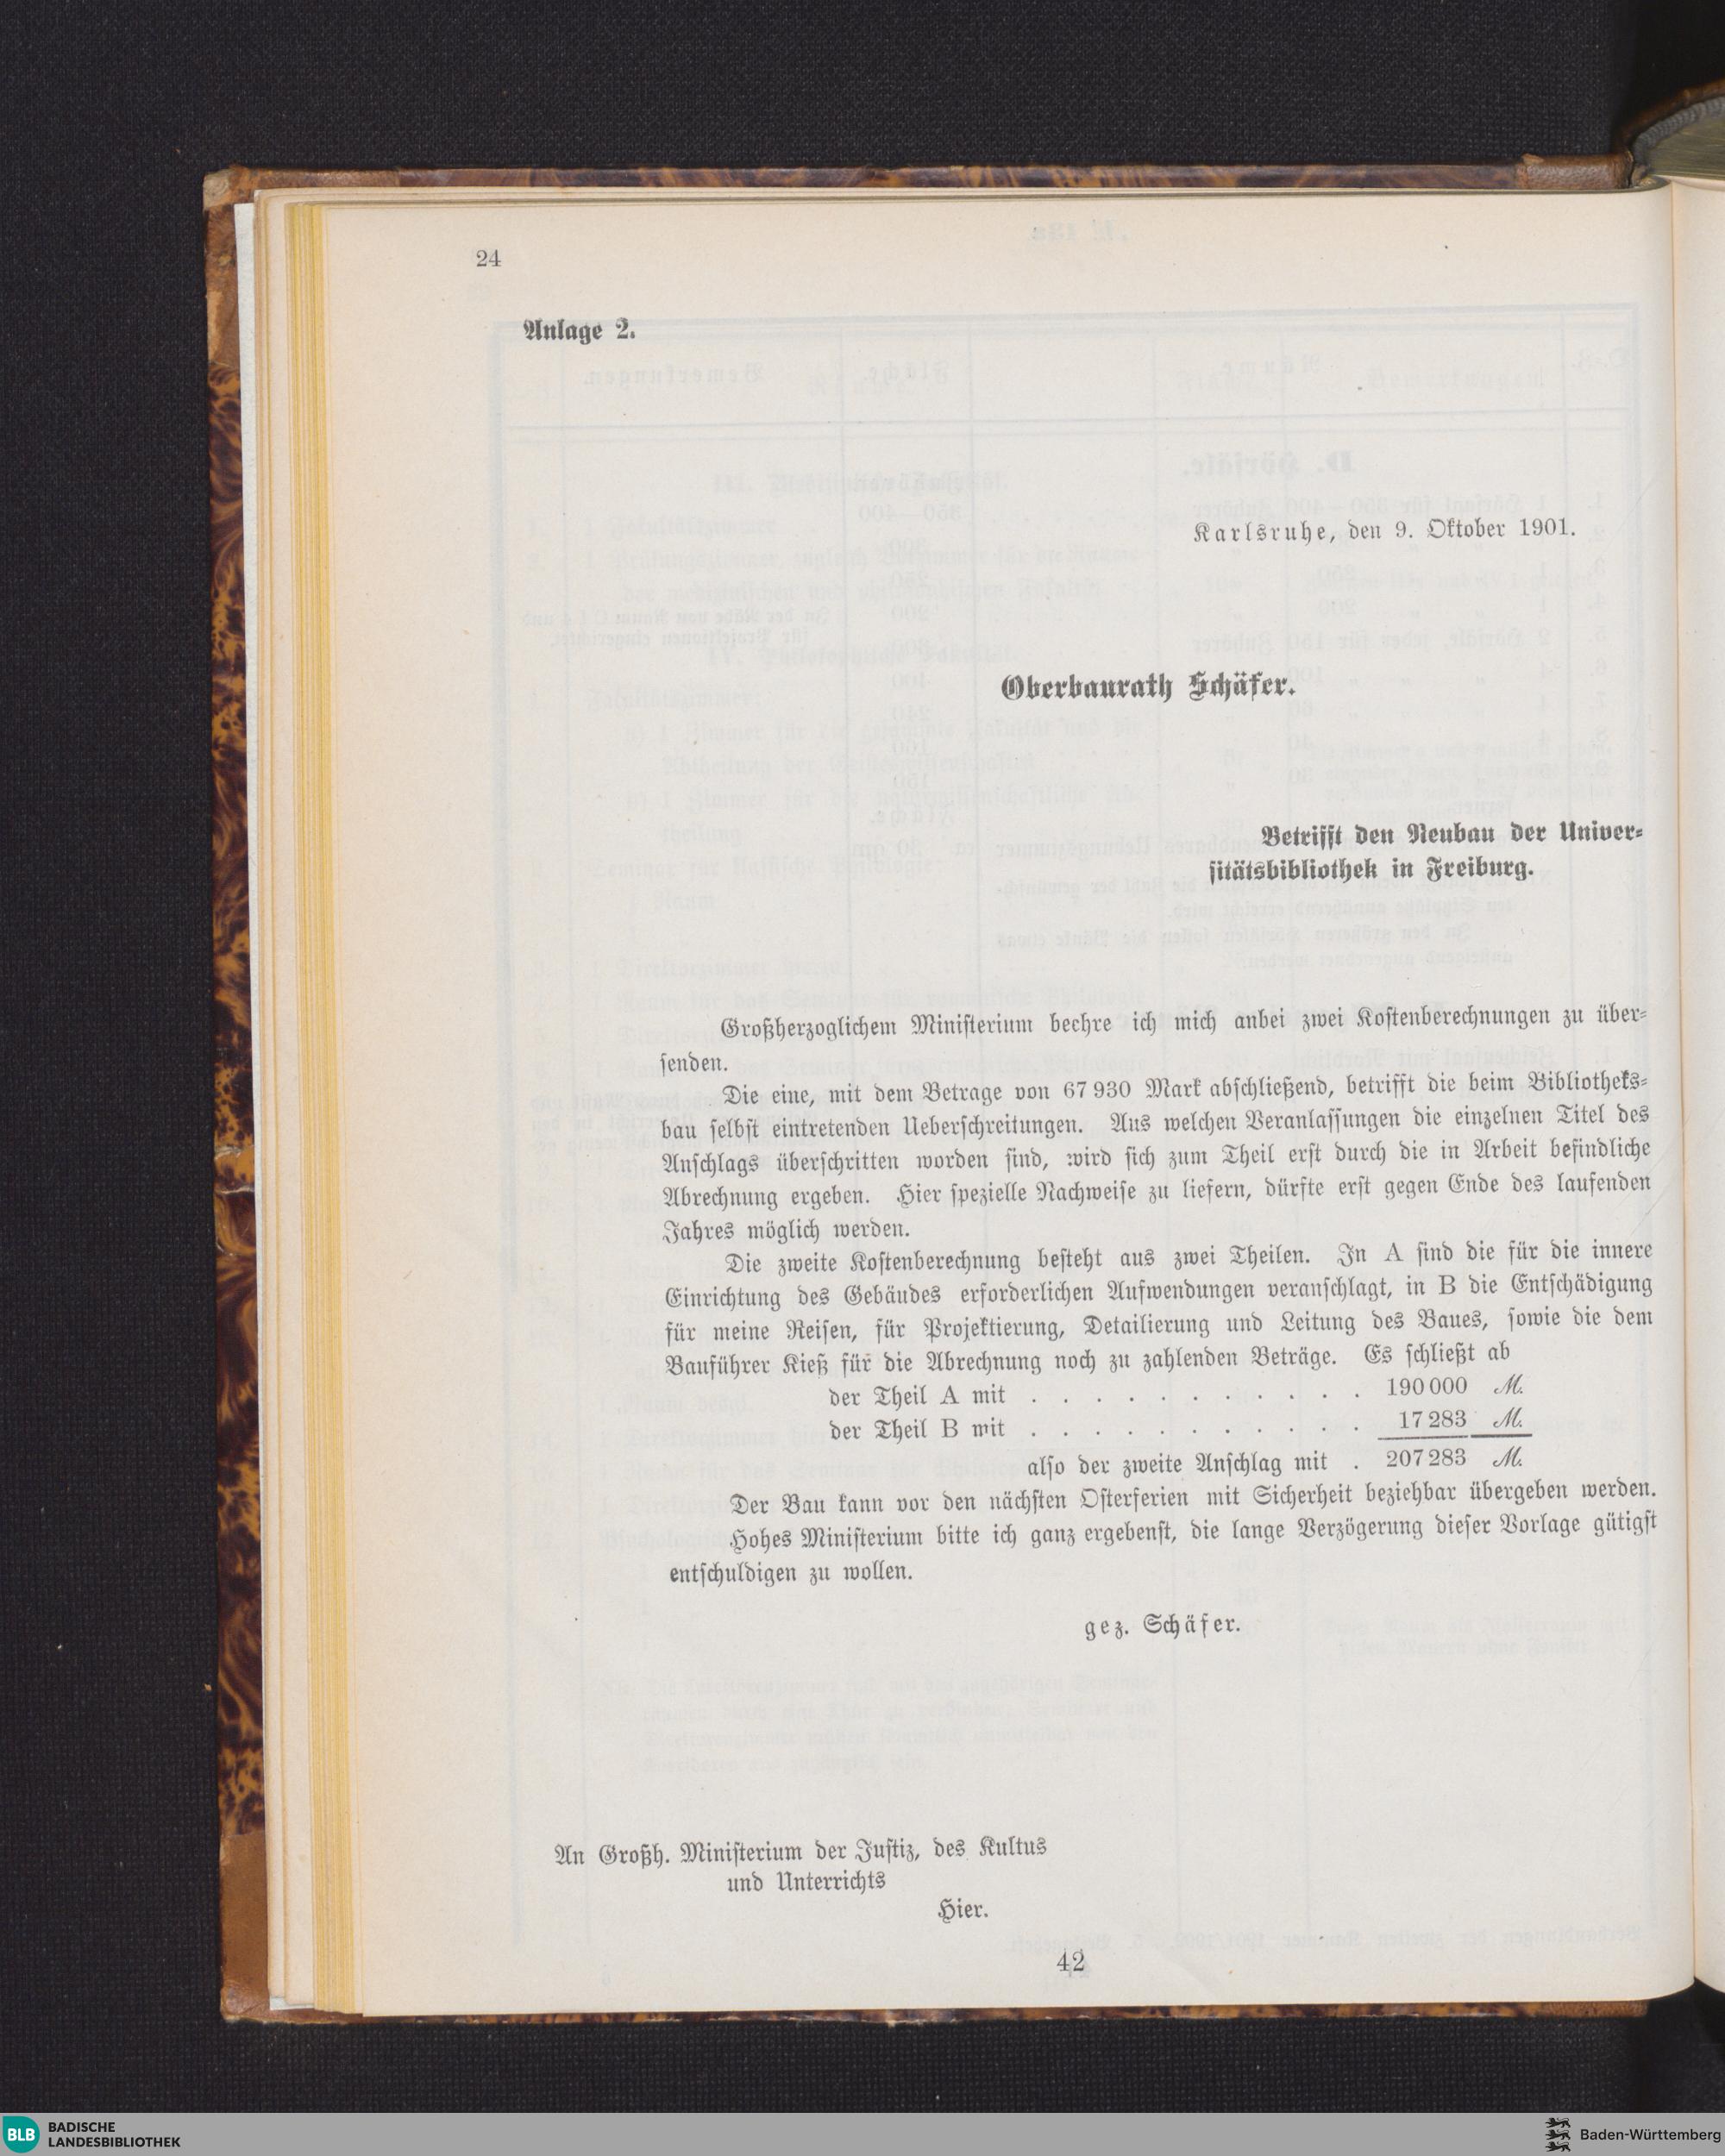 24
Anlage 2.
Karlsruhe, den 9. Oktober 1901.
Oberbaurath Schäfer.
Betrifft den Neubau der Univer-
sitätsbibliothek in Freiburg.
Großherzoglichem Ministerium beehre ich mich anbei zwei Kostenberechnungen zu über-
senden.
Die eine, mit dem Betrage von 67 930 Mark abschließend, betrifft die beim Bibliotheks-
bau selbst eintretenden Ueberschreitungen. Aus welchen Veranlassungen die einzelnen Titel des
Anschlags überschritten worden sind, wird sich zum Theil erst durch die in Arbeit befindliche
Abrechnung ergeben. Hier spezielle Nachweise zu liefern, dürfte erst gegen Ende des laufenden
Jahres möglich werden.
Die zweite Kostenberechnung besteht aus zwei Theilen. In A sind die für die innere
Einrichtung des Gebäudes erforderlichen Aufwendungen veranschlagt, in B die Entschädigung
für meine Reisen, für Projektierung, Detailierung und Leitung des Baues, sowie die dem
Bauführer Kieß für die Abrechnung noch zu zahlenden Beträge. Es schließt ab
der Theil A mit . . . . . . . . . . . 190 000 M.
der Theil B mit . . . . . . . . . . . 17 283 M.
also der zweite Anschlag mit . 207 283 M.
Der Bau kann vor den nächsten Osterferien mit Sicherheit beziehbar übergeben werden.
Hohes Ministerium bitte ich ganz ergebenst, die lange Verzögerung dieser Vorlage gütigst
entschuldigen zu wollen.
gez. Schäfer.
An Großh. Ministerium der Justiz, des Kultus
und Unterrichts
Hier.
42
BLB BADISCHE
LANDESBIBLIOTHEK
Baden-Württemberg